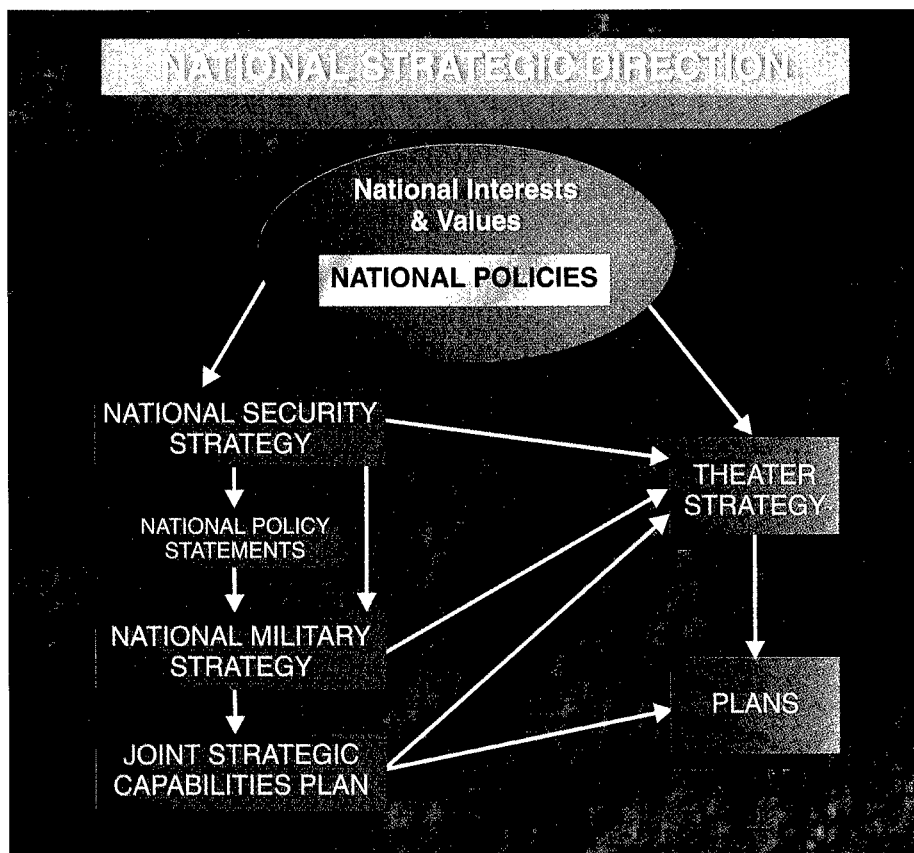 NATIONAL STRATEGIC DIRECTION
National Interests
& Values
NATIONAL POLICIES
NATIONAL SECURITY
STRATEGY
NATIONAL POLICY
STATEMENTS
NATIONAL MILITARY
STRATEGY
JOINT STRATEGIC
CAPABILITIES PLAN
THEATER
STRATEGY
PLANS